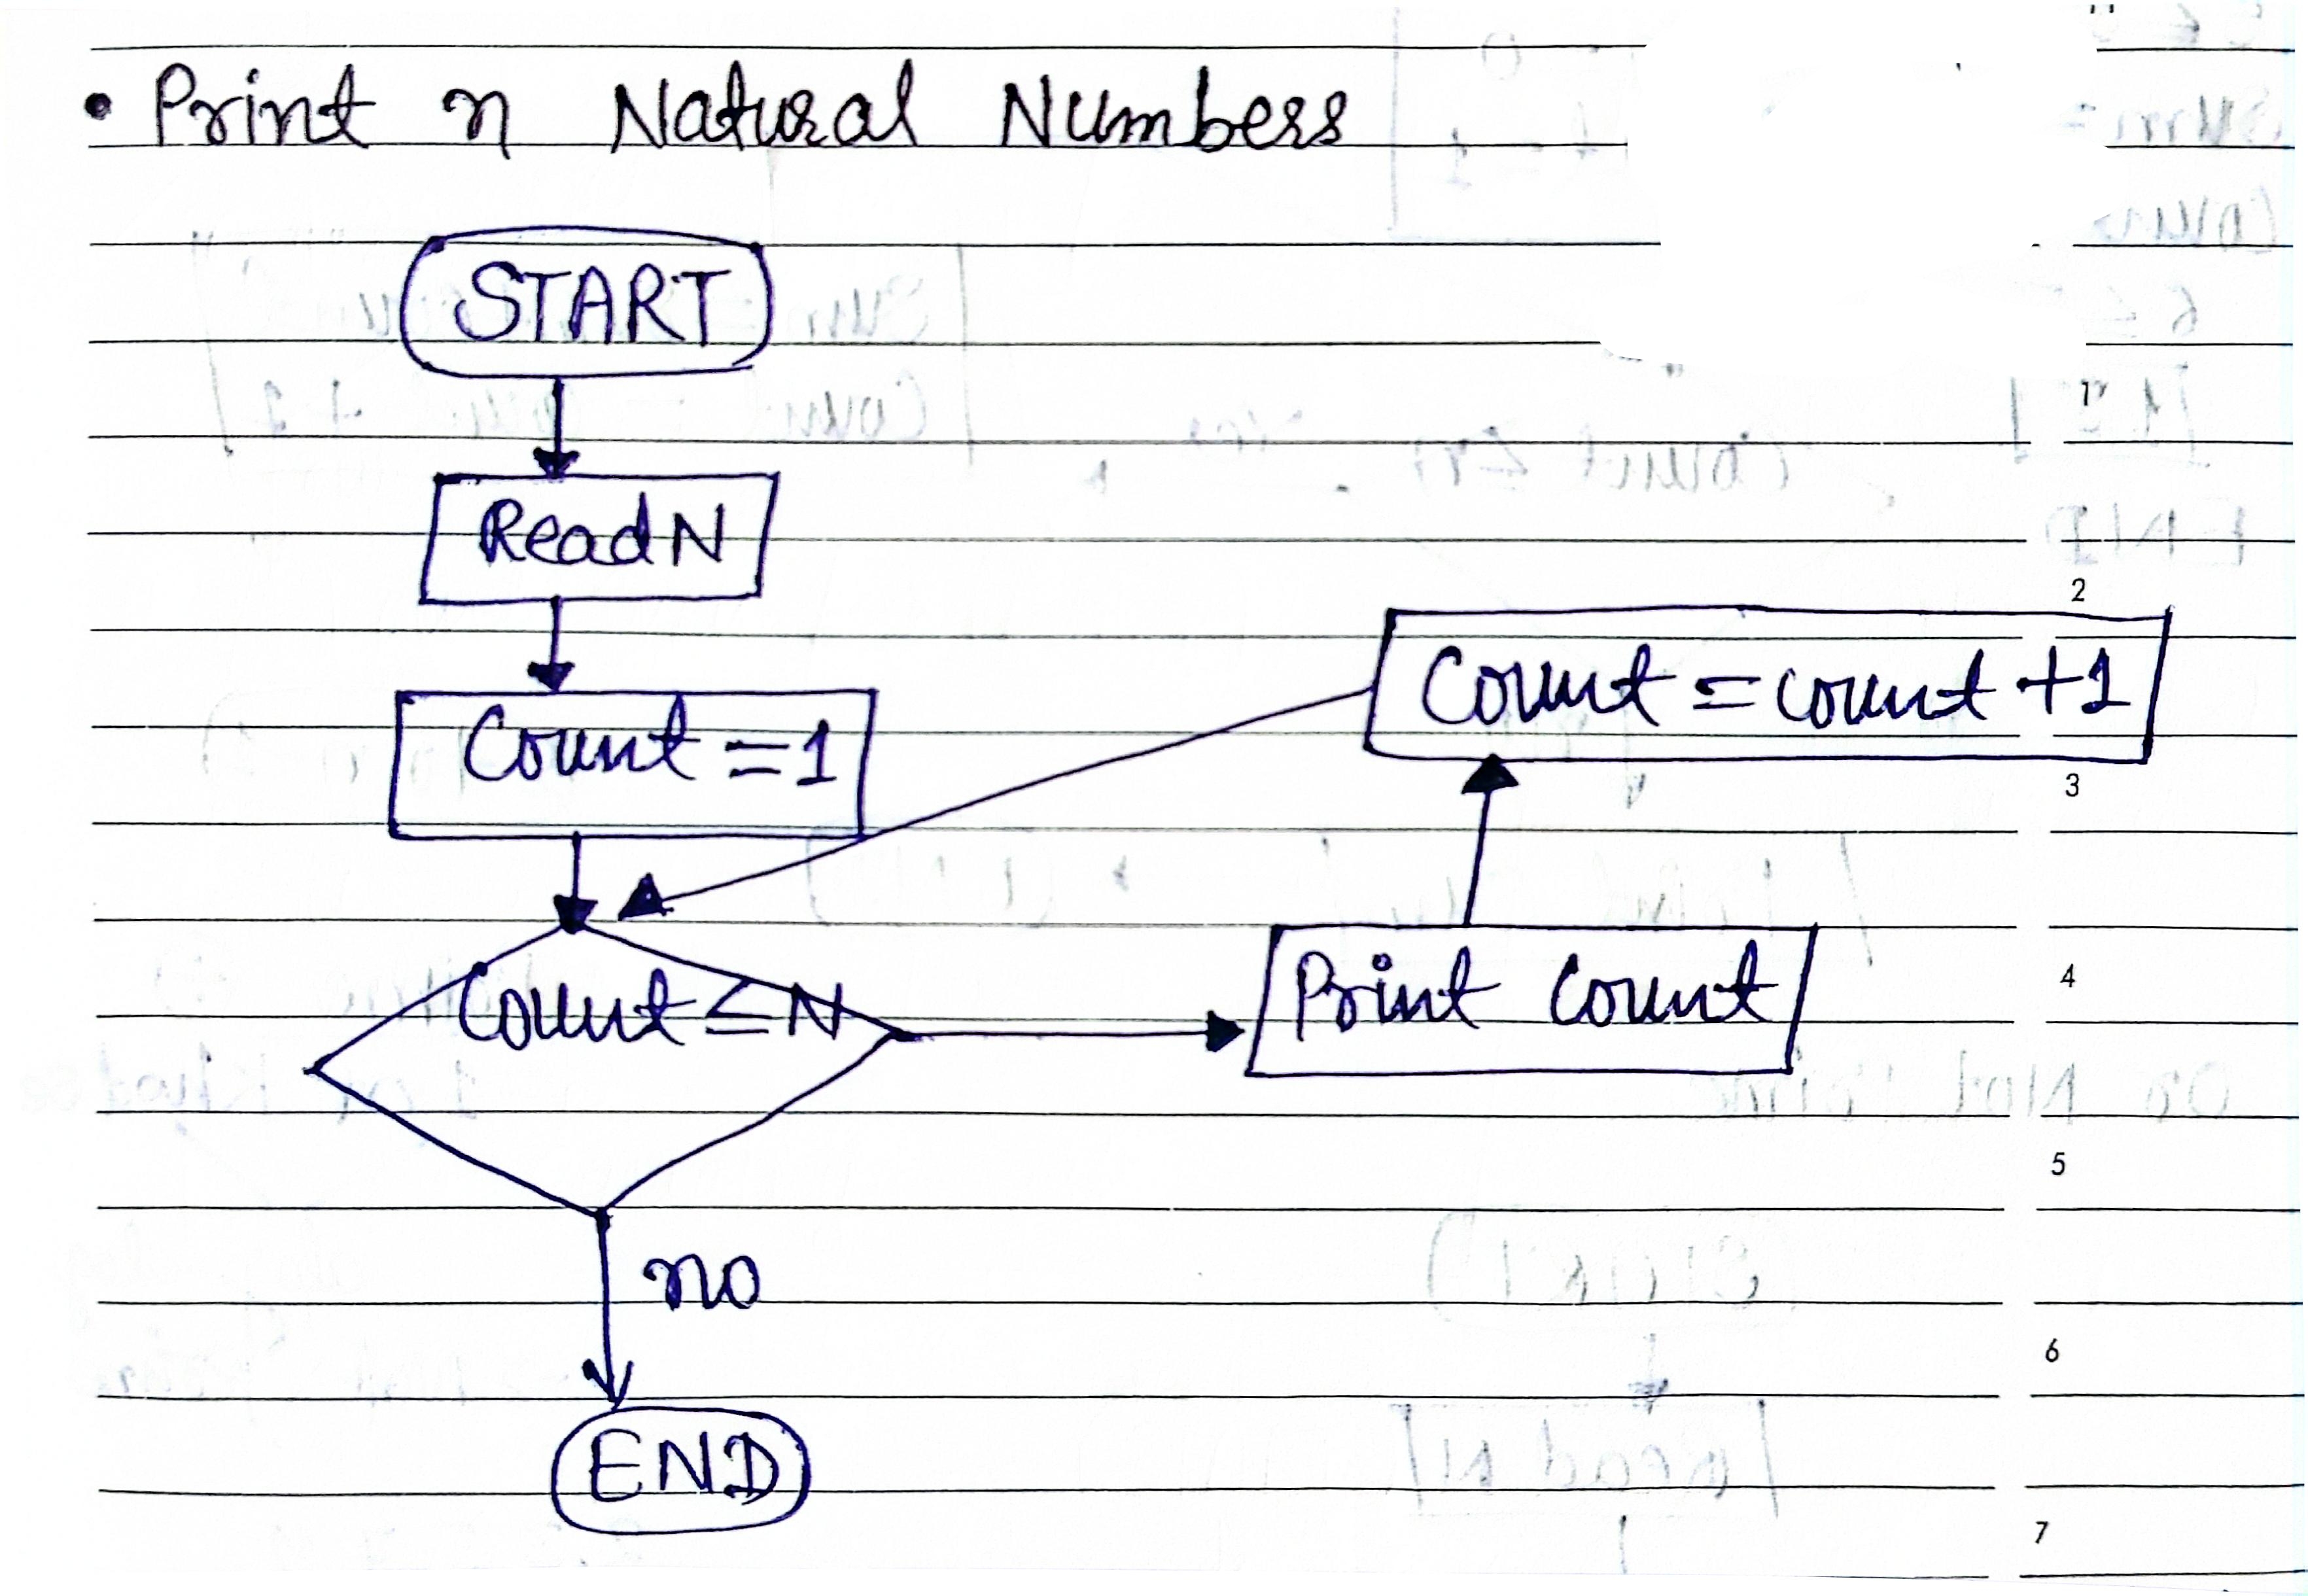 • Print n Natural Numbers
START
Read N
2
Count = count +1
Count = 1
3
Count ≤ N
Print Count
4
5
no
6
END
7